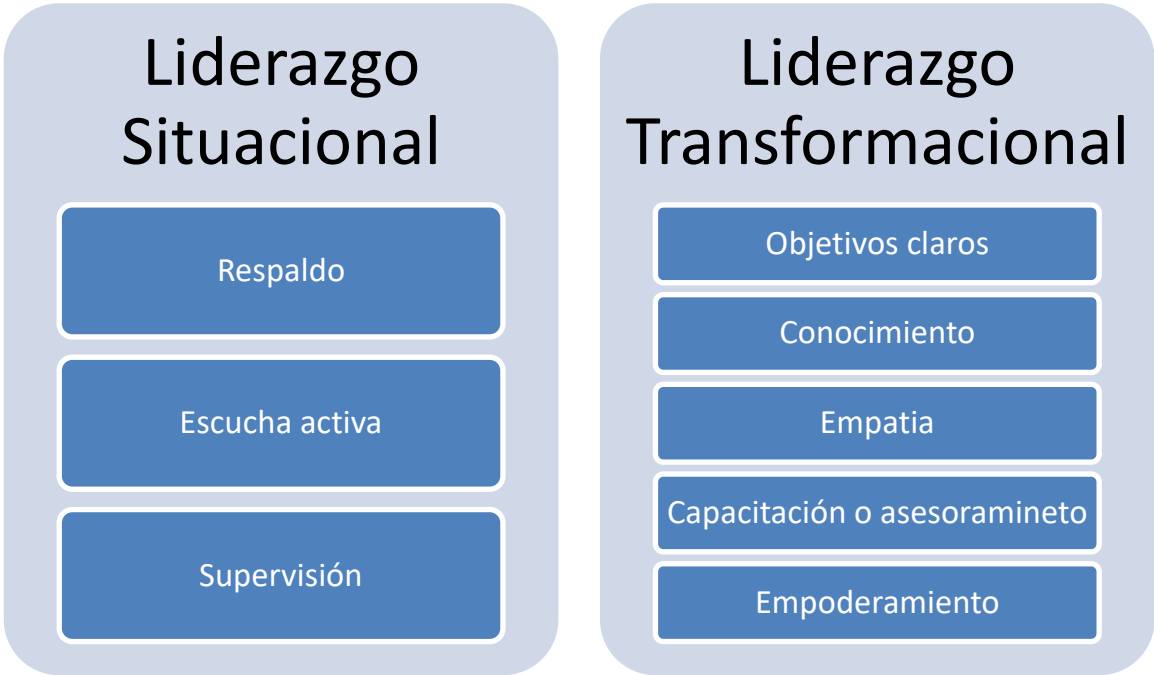 Liderazgo
Situacional
Respaldo
Escucha activa
Supervisión
Liderazgo
Transformacional
Objetivos claros
Conocimiento
Empatia
Capacitación o asesoramineto
Empoderamiento